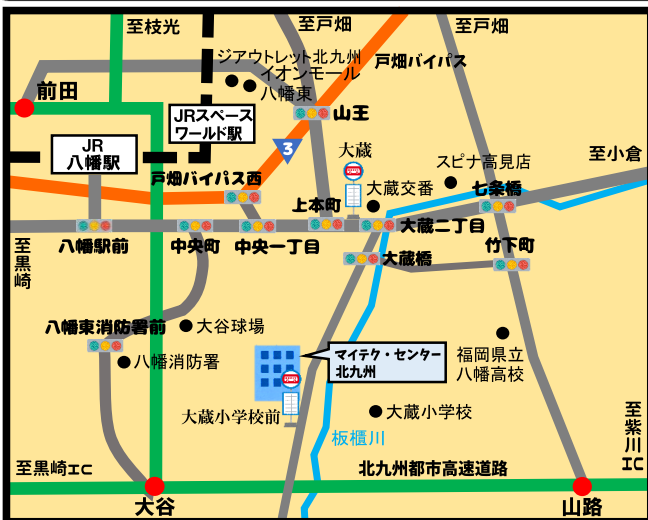 至枝光
至戸畑
至戸畑
ジアウトレット北九州
イオンモール
八幡東
戸畑バイパス
前田
JRスペース
ワールド駅
山王
3
JR
八幡駅
大蔵
スピナ高見店
至小倉
戸畑バイパス西
大蔵交番
七条橋
上本町
大蔵二丁目
至黒崎
八幡駅前
中央町
中央一丁目
竹下町
大蔵橋
八幡東消防署前
大谷球場
八幡消防署
マイテク・センター
北九州
福岡県立
八幡高校
大蔵小学校前
大蔵小学校
板櫃川
至紫川IC
至黒崎IC
北九州都市高速道路
大谷
山路